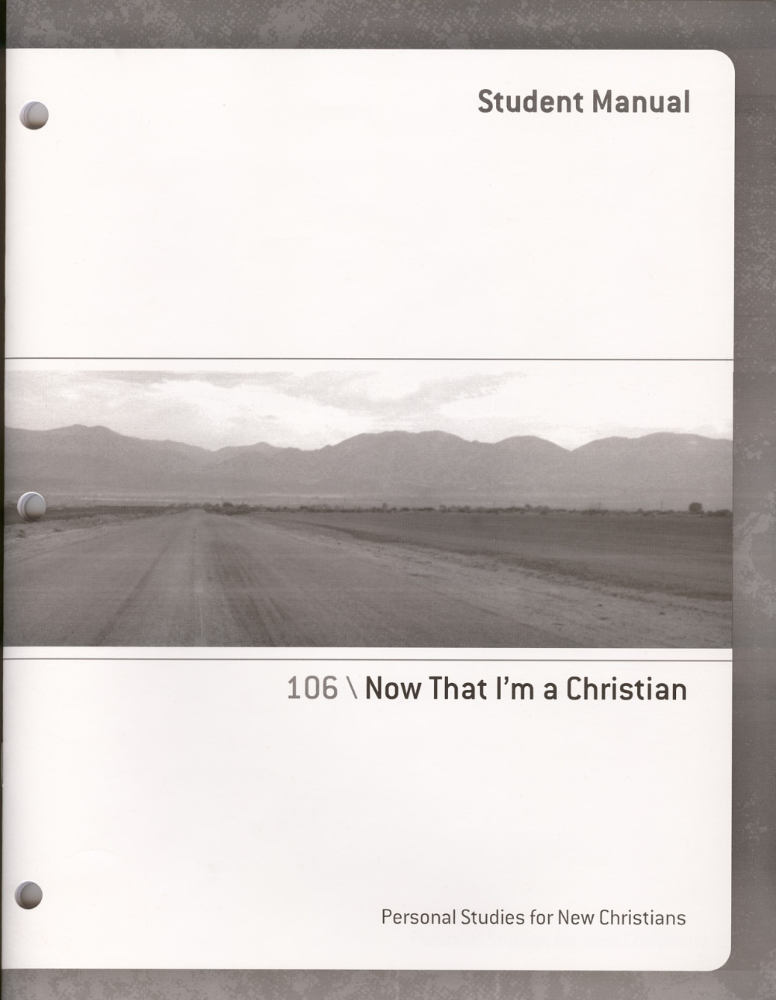 Student Manual
106 \ Now That I'm a Christian
Personal Studies for New Christians